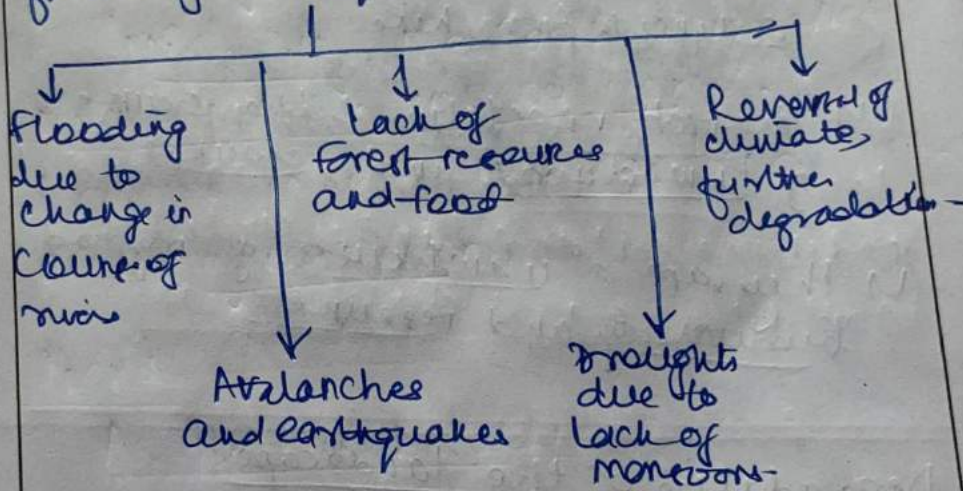 Flooding
due to
change in
course of
river
Avalanches
and earthquakes
Lack of
forest resources
and food
Droughts
due to
lack of
monsoons
Reversal of
climate,
further
degradation